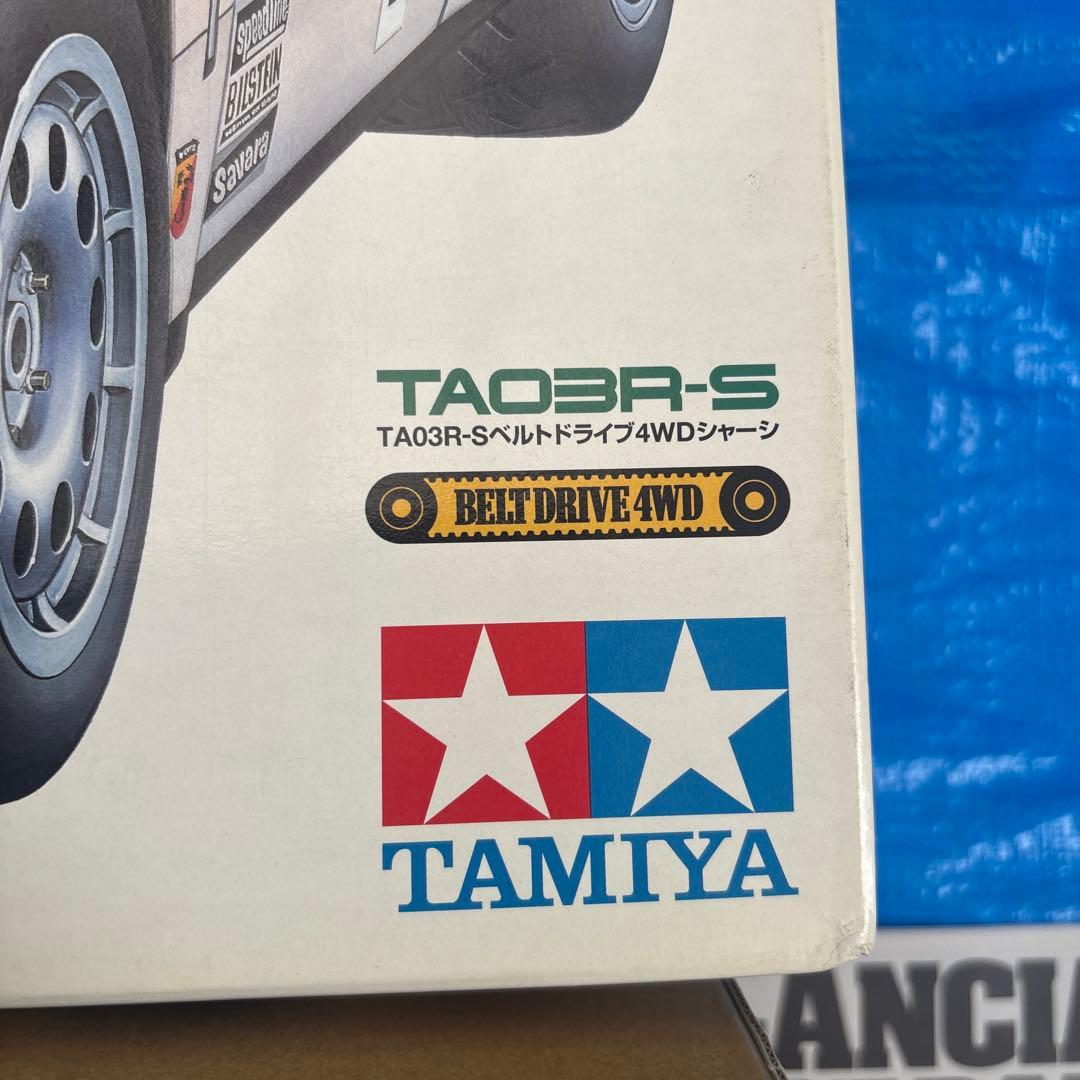 Speedline
BILSTEIN
Savara
TA03R-S
TA03R-Sベルトドライブ4WDシャーシ
BELT DRIVE 4WD
TAMIYA
LANCIA